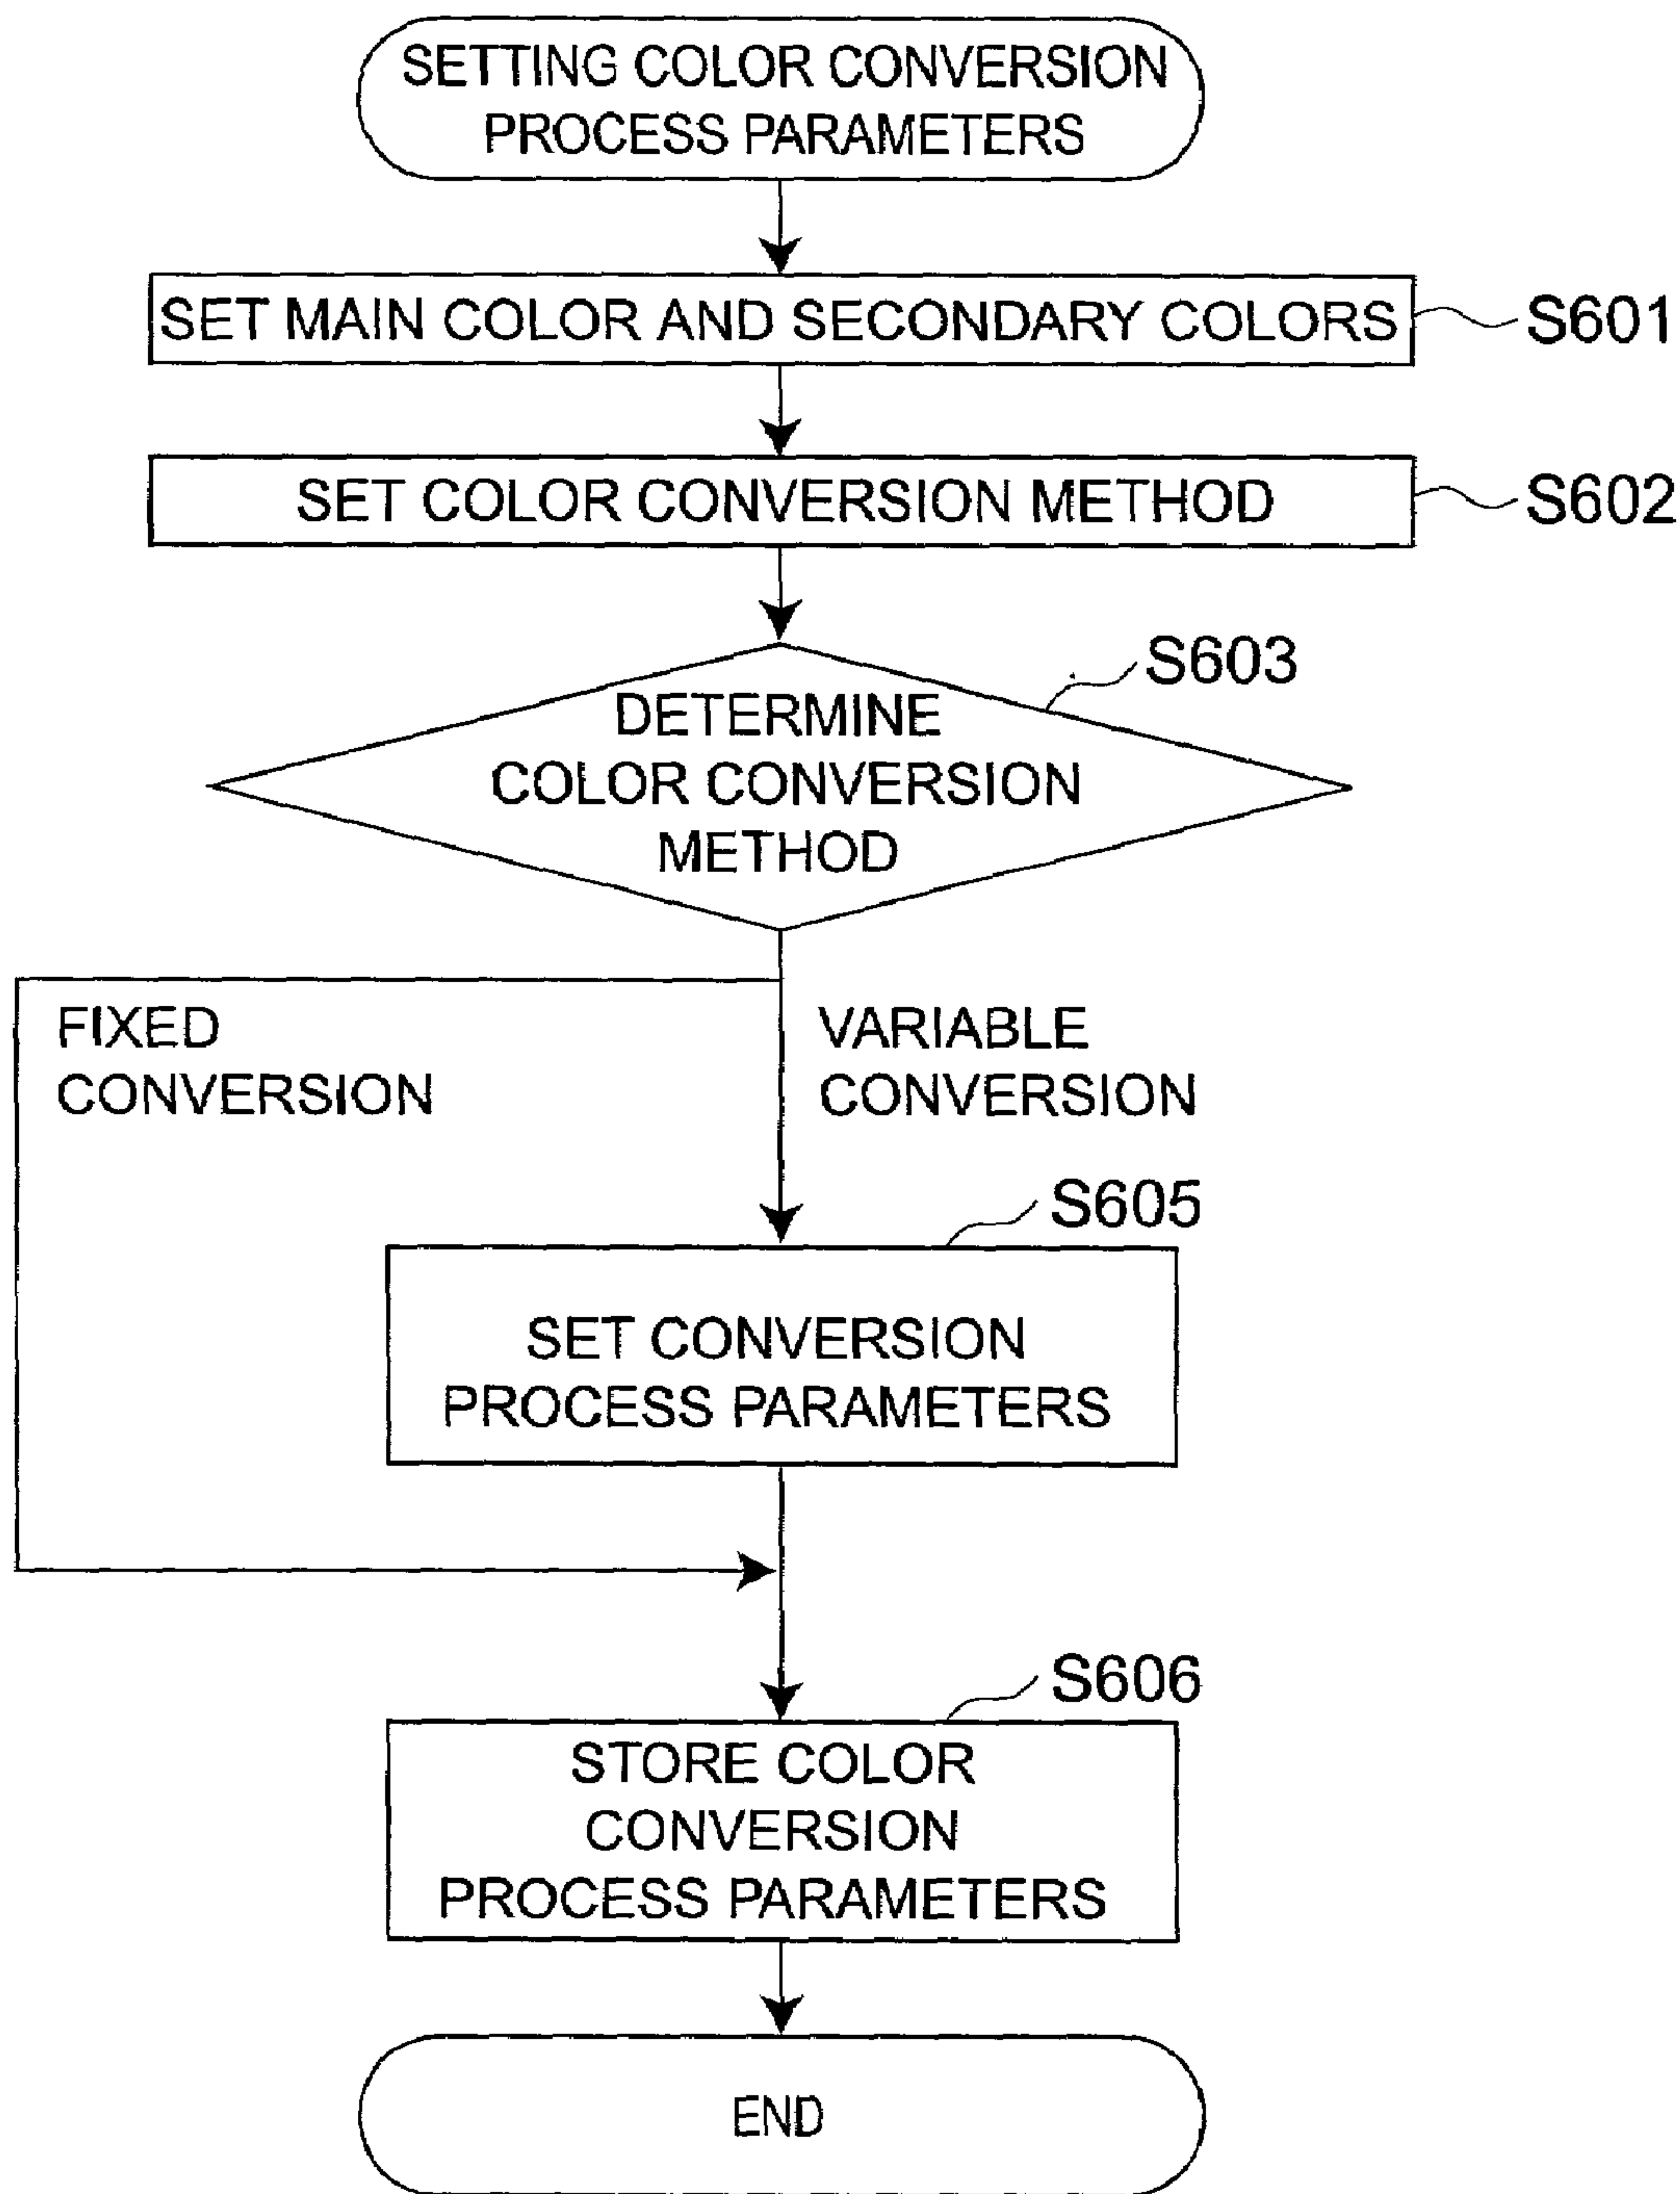 SETTING COLOR CONVERSION
PROCESS PARAMETERS
SET MAIN COLOR AND SECONDARY COLORS
S601
SET COLOR CONVERSION METHOD
S602
S603
DETERMINE
COLOR CONVERSION
METHOD
FIXED
CONVERSION
VARIABLE
CONVERSION
S605
SET CONVERSION
PROCESS PARAMETERS
S606
STORE COLOR
CONVERSION
PROCESS PARAMETERS
END